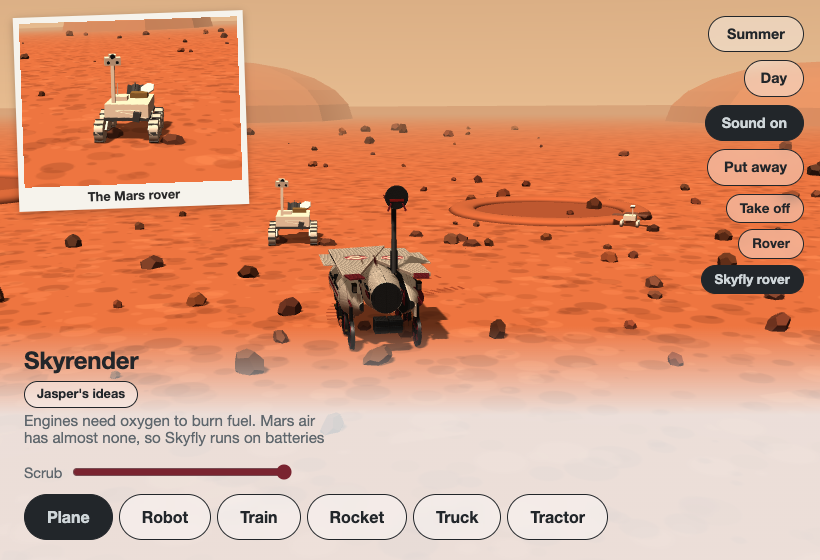 The Mars rover
Summer
Day
Sound on
Put away
Take off
Rover
Skyfly rover
Skyrender
Jasper's ideas
Engines need oxygen to burn fuel. Mars air
has almost none, so Skyfly runs on batteries
Scrub
Plane Robot Train Rocket Truck Tractor